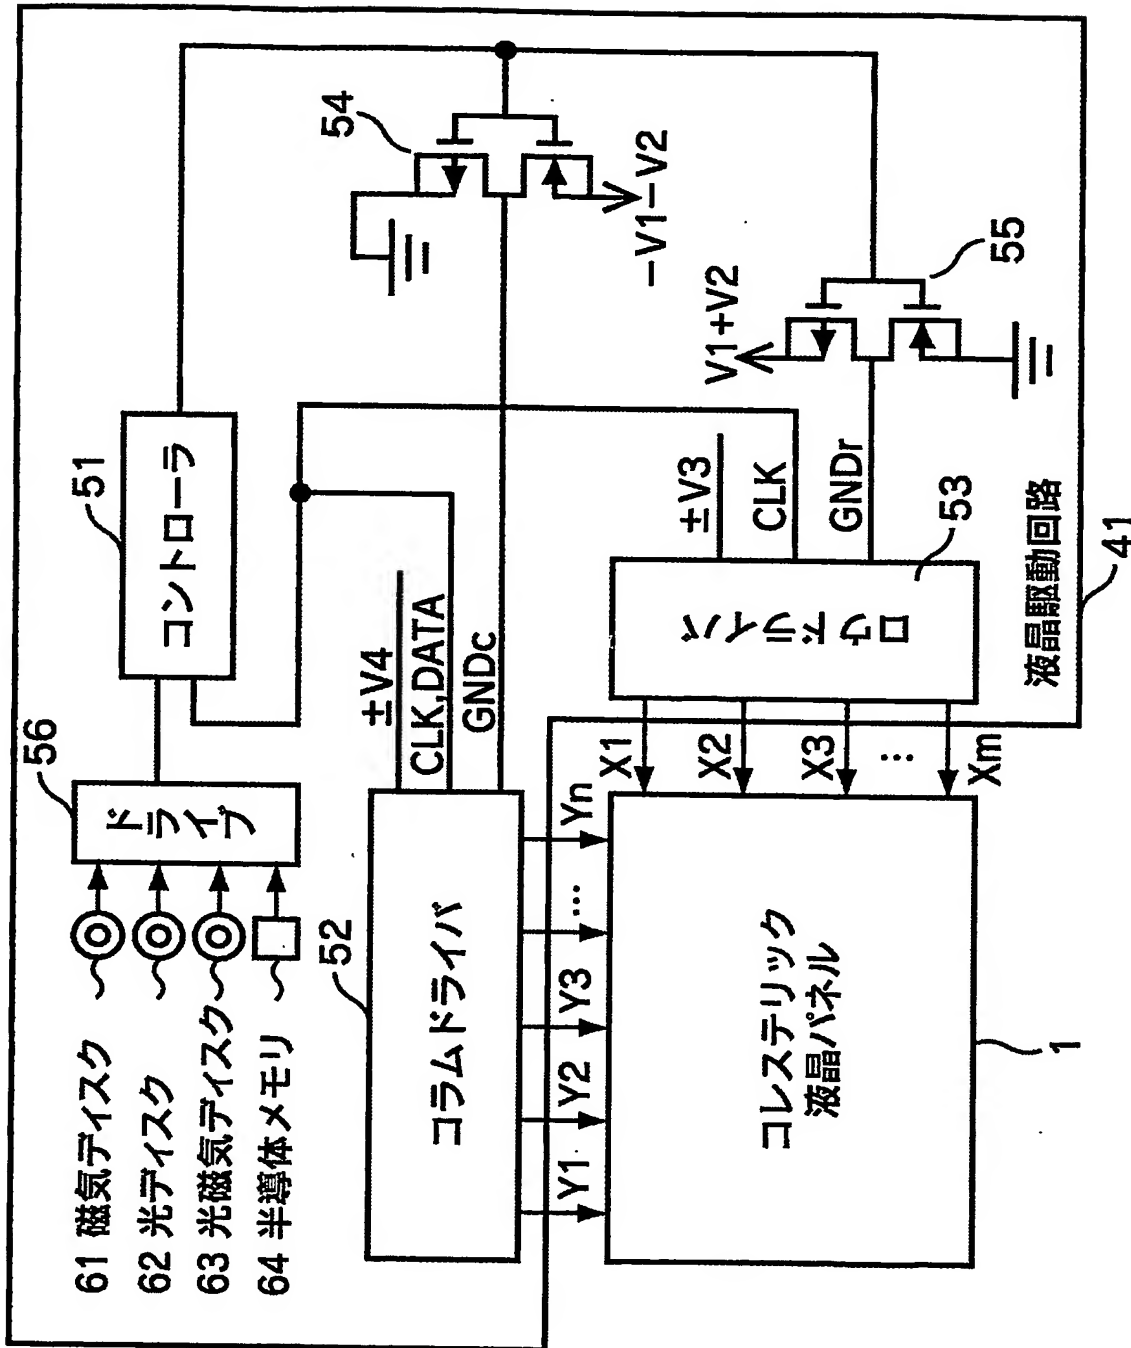 61 磁気ディスク
62 光ディスク
63 光磁気ディスク
64 半導体メモリ
56
ドライブ
51
コントローラ
54
-V1-V2
V1+V2
55
52
コラムドライバ
±V4
CLK,DATA
GNDc
±V3
CLK
GNDr
53
ロウドライバ
液晶駆動回路
41
Y1
Y2
Y3
...
Yn
X1
X2
X3
...
Xm
コレステリック
液晶パネル
1